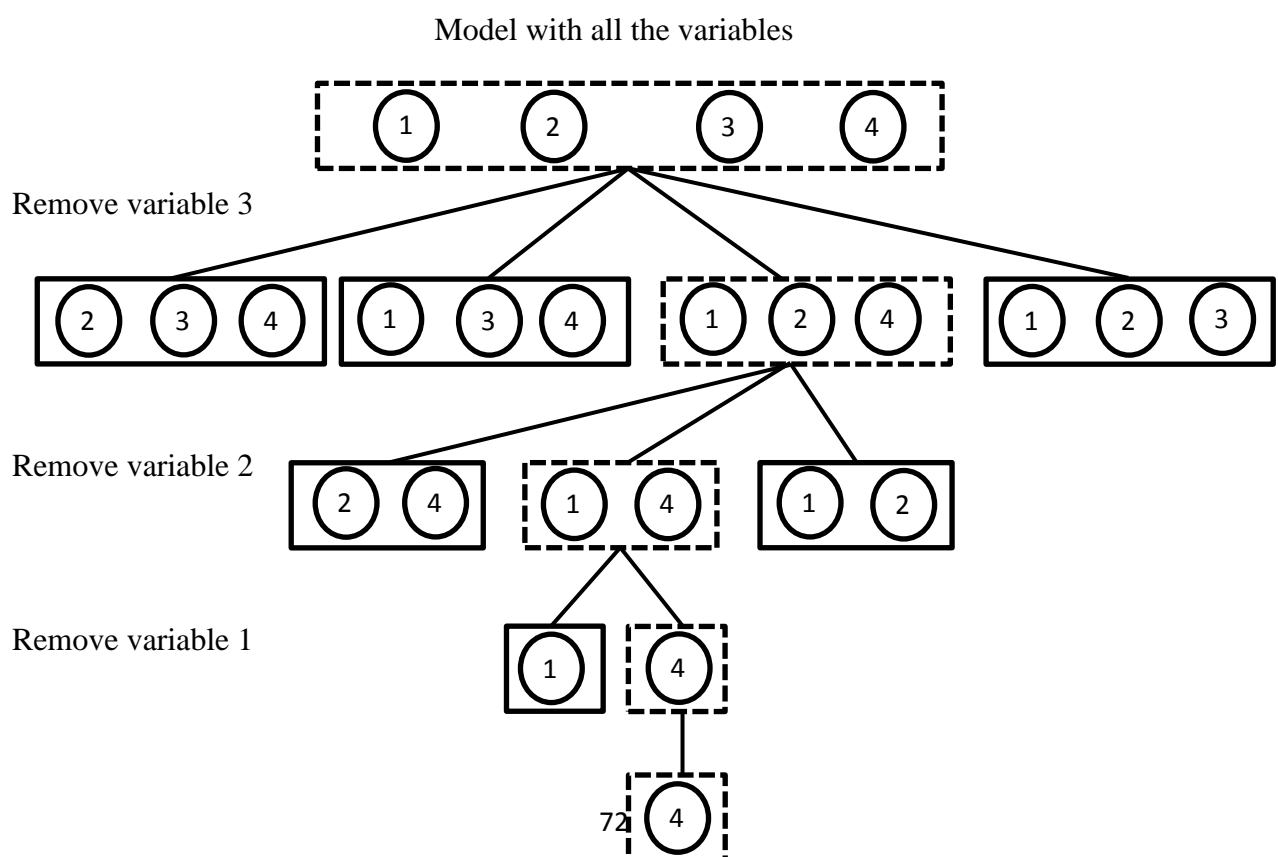 Model with all the variables
1 2 3 4
Remove variable 3
2 3 4 1 3 4 1 2 4 1 2 3
Remove variable 2
2 4 1 4 1 2
Remove variable 1
1 4
72 4